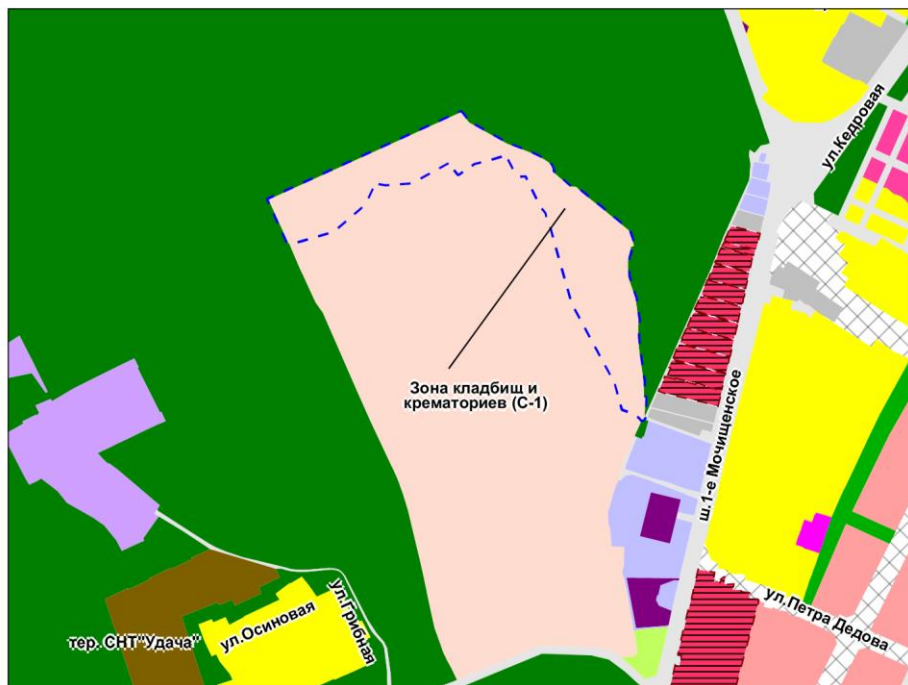 ул.Кедровая
Зона кладбищ и
крематориев (С-1)
ш. 1-е Мочищенское
ул.Петра Дедова
ул.Грибная
ул.Осиновая
тер. СНТ"Удача"